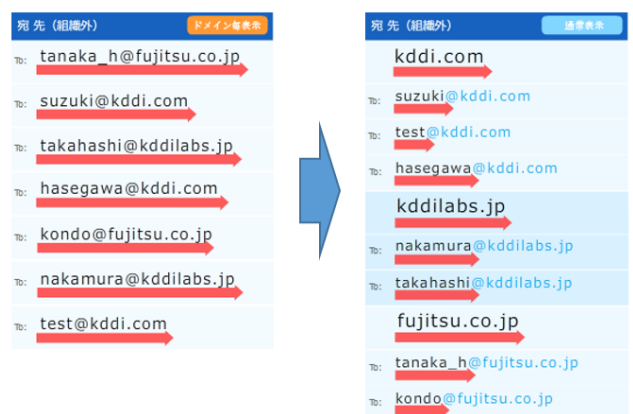 宛 先（組織外）
ドメイン毎表示
To: tanaka_h@fujitsu.co.jp
To: suzuki@kddi.com
To: takahashi@kddilabs.jp
To: hasegawa@kddi.com
To: kondo@fujitsu.co.jp
To: nakamura@kddilabs.jp
To: test@kddi.com
宛 先（組織外）
通常表示
kddi.com
To: suzuki@kddi.com
To: test@kddi.com
To: hasegawa@kddi.com
kddilabs.jp
To: nakamura@kddilabs.jp
To: takahashi@kddilabs.jp
fujitsu.co.jp
To: tanaka_h@fujitsu.co.jp
To: kondo@fujitsu.co.jp